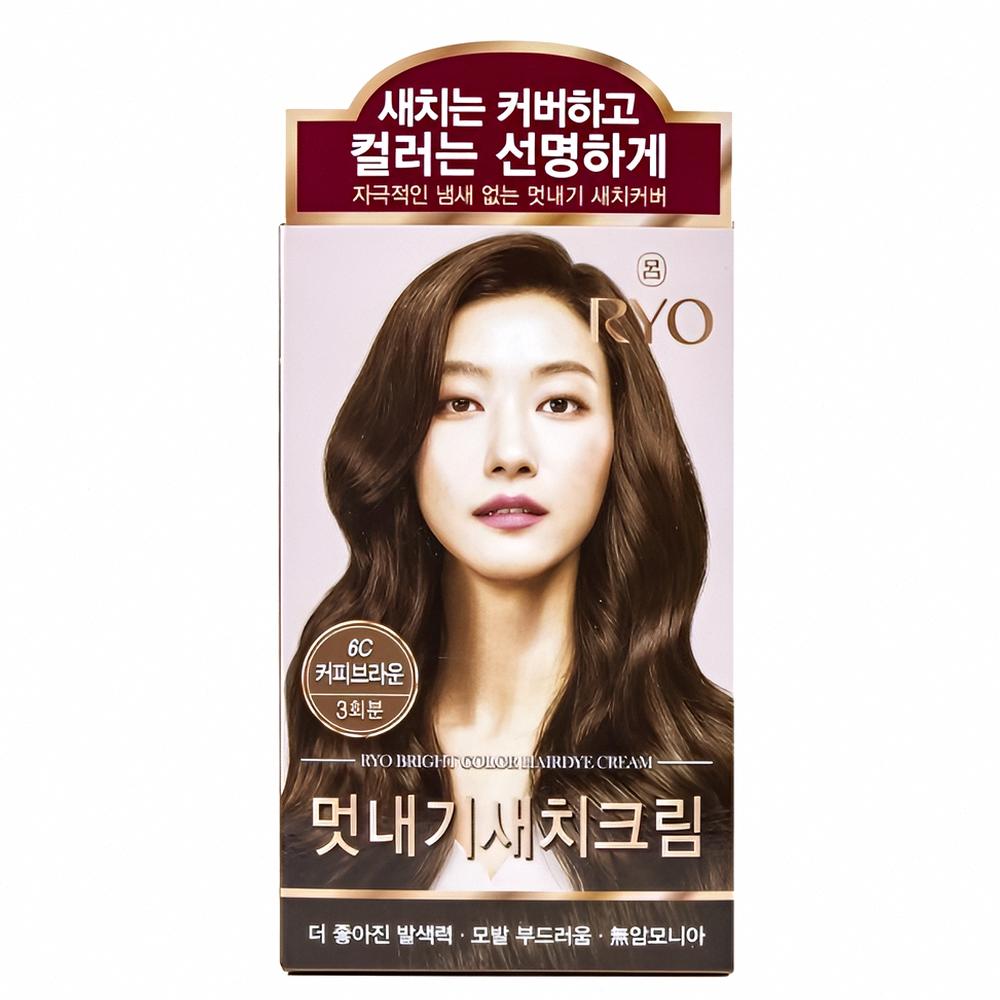 새치는 커버하고
컬러는 선명하게
자극적인 냄새 없는 멋내기 새치커버
呂
RYO
6C
커피브라운
3회분
RYO BRIGHT COLOR HAIRDYE CREAM
멋내기새치크림
더 좋아진 발색력 · 모발 부드러움 · 無암모니아